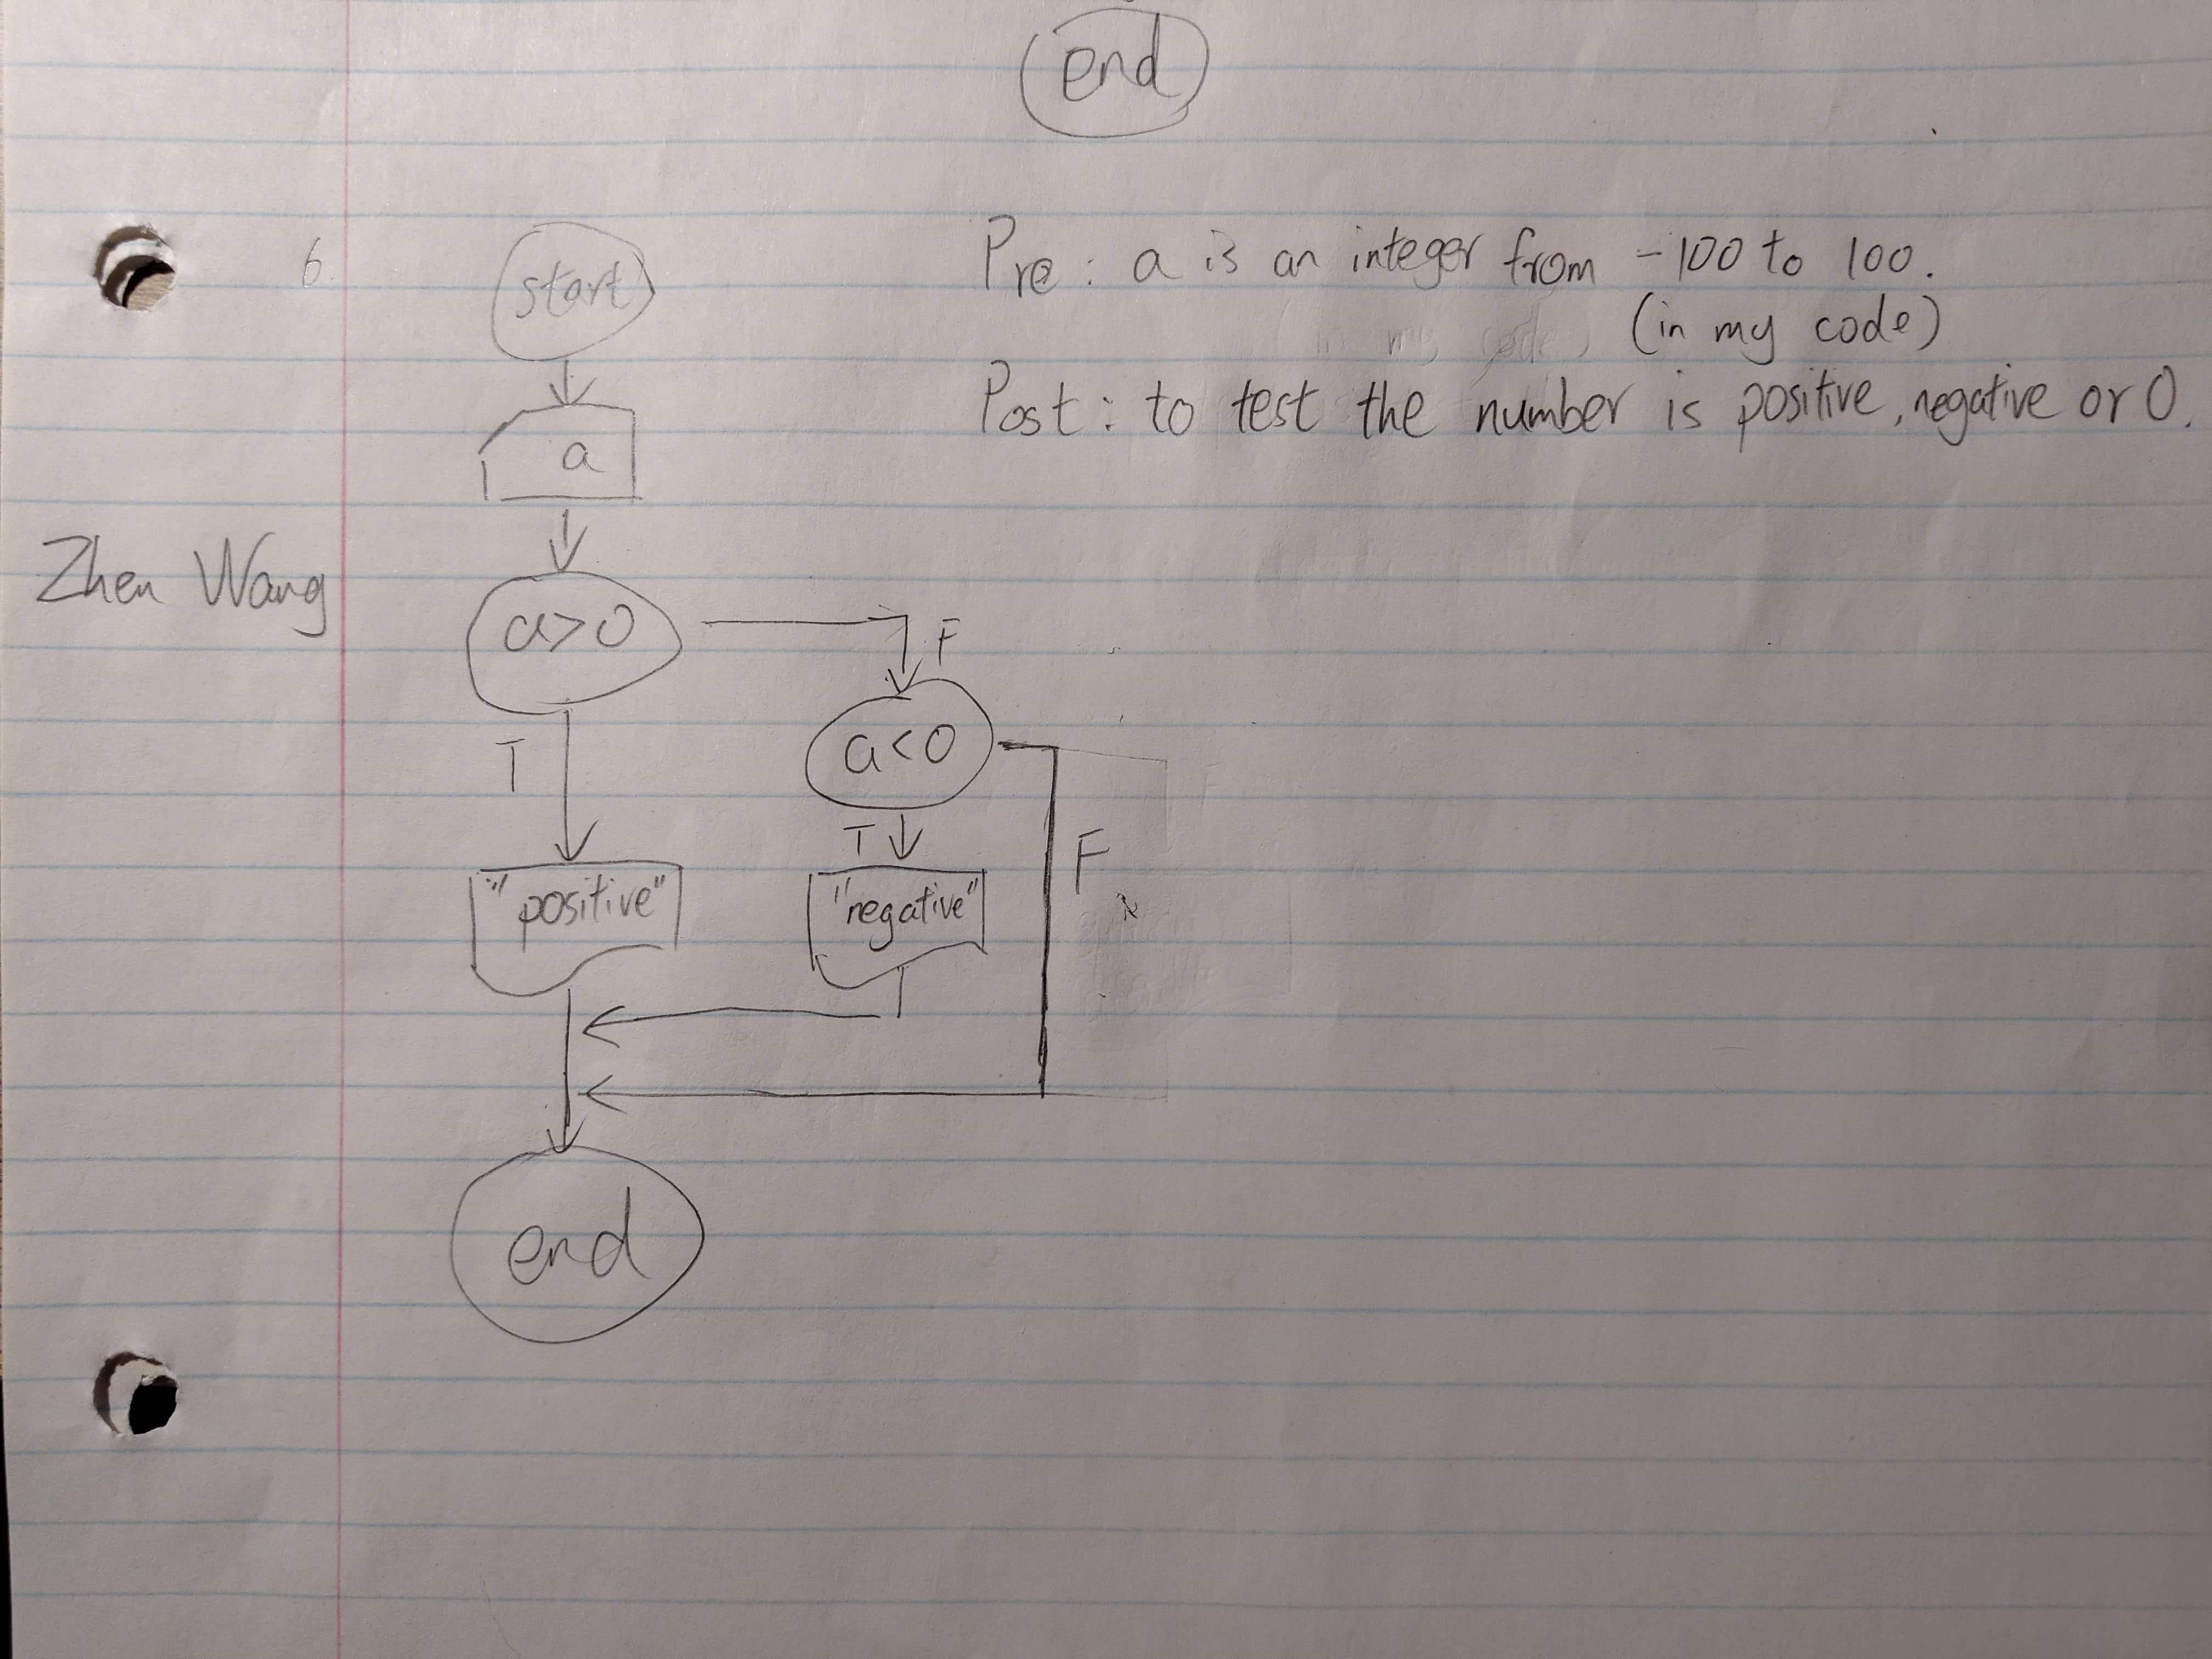 end
6.
start
Pre: a is an integer from -100 to 100.
(in my code)
Post: to test the number is positive, negative or 0.
a
Zhen Wang
a>0
F
a<0
T
T
F
"positive"
"negative"
end